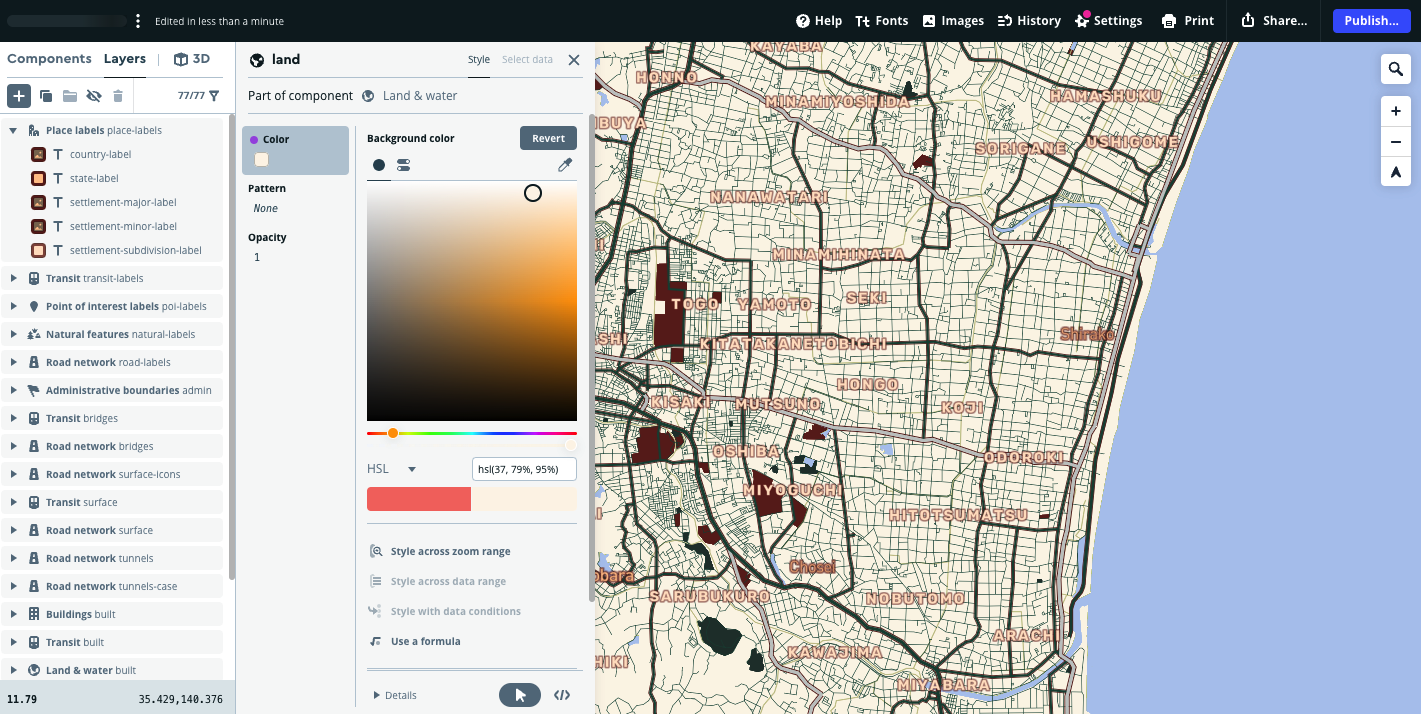 Edited in less than a minute
Help
Fonts
Images
History
Settings
Print
Share...
Publish...
Components
Layers
3D
77/77
Place labels place-labels
country-label
state-label
settlement-major-label
settlement-minor-label
settlement-subdivision-label
Transit transit-labels
Point of interest labels poi-labels
Natural features natural-labels
Road network road-labels
Administrative boundaries admin
Transit bridges
Road network bridges
Road network surface-icons
Transit surface
Road network surface
Road network tunnels
Road network tunnels-case
Buildings built
Transit built
Land & water built
11.79
35.429,140.376
land
Style
Select data
Part of component
Land & water
Color
Pattern
None
Opacity
1
Background color
Revert
HSL
hsl(37, 79%, 95%)
Style across zoom range
Style across data range
Style with data conditions
Use a formula
Details
KAYABA
HONNO
MINAMIYOSHIDA
HAMASHUKU
IBUYA
SORIGANE
USHIGOME
NANAWATARI
MINAMIHINATA
TOGO
YAMOTO
SEKI
SHI
KITATAKANETOBICHI
Shirako
HONGO
KISAKI
MUTSUNO
KOJI
OSHIBA
ODOROKI
MIYOGUCHI
HITOTSUMATSU
Chosei
obara
SARUBUKURO
NOBUTOMO
ARACHI
HIKI
KAWAJIMA
MIYABARA